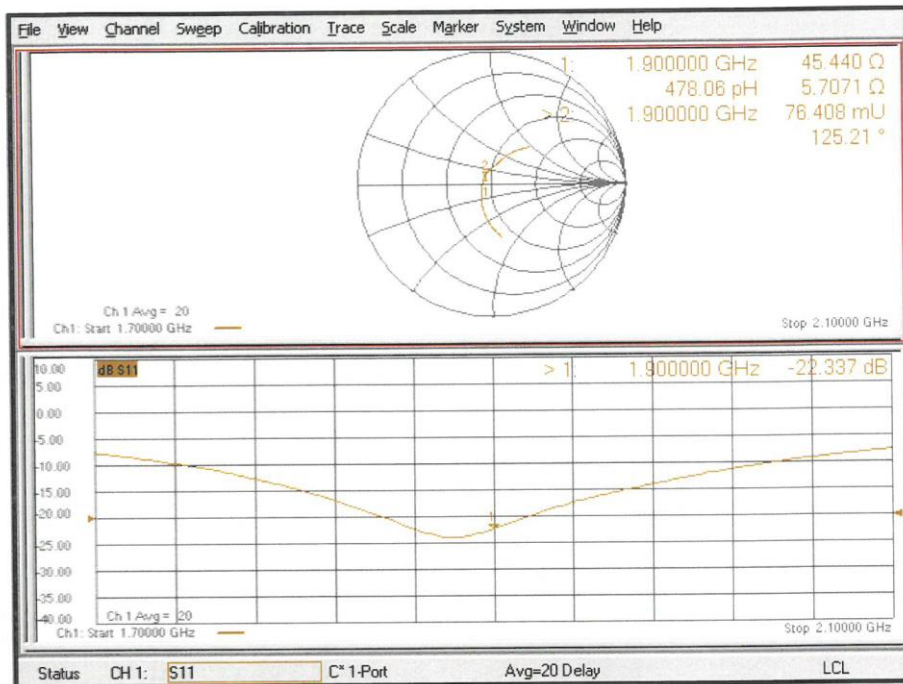 File View Channel Sweep Calibration Trace Scale Marker System Window Help
1: 1.900000 GHz 45.440 Ω
478.06 pH 5.7071 Ω
> 2: 1.900000 GHz 76.408 mU
125.21 °
2
1
Ch 1 Avg = 20
Ch1: Start 1.70000 GHz
Stop 2.10000 GHz
10.00
dB S11
> 1: 1.900000 GHz -22.337 dB
5.00
0.00
-5.00
-10.00
-15.00
-20.00
1
-25.00
-30.00
-35.00
-40.00
Ch 1 Avg = 20
Ch1: Start 1.70000 GHz
Stop 2.10000 GHz
Status CH 1: S11 C* 1-Port Avg=20 Delay LCL